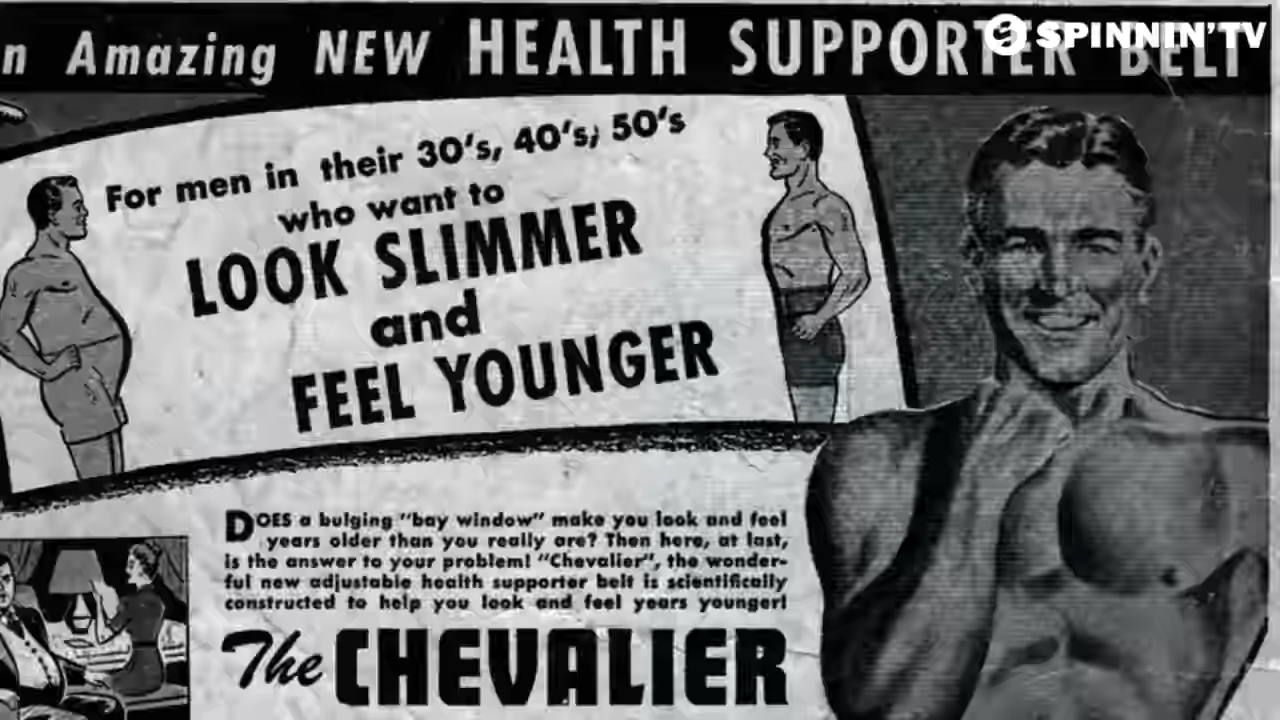 n Amazing NEW HEALTH SUPPORTER BELT
SPINNIN' TV
For men in their 30's, 40's, 50's
who want to
LOOK SLIMMER
and
FEEL YOUNGER
DOES a bulging "bay window" make you look and feel
years older than you really are? Then here, at last,
is the answer to your problem! "Chevalier", the wonder-
ful new adjustable health supporter belt is scientifically
constructed to help you look and feel years younger!
The CHEVALIER